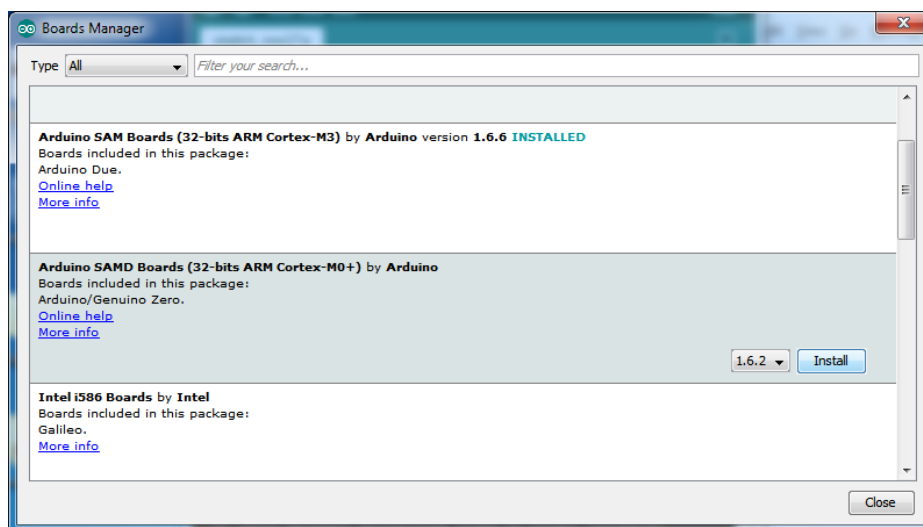 Boards Manager
Type All Filter your search...
Arduino SAM Boards (32-bits ARM Cortex-M3) by Arduino version 1.6.6 INSTALLED
Boards included in this package:
Arduino Due.
Online help
More info
Arduino SAMD Boards (32-bits ARM Cortex-M0+) by Arduino
Boards included in this package:
Arduino/Genuino Zero.
Online help
More info
1.6.2 Install
Intel i586 Boards by Intel
Boards included in this package:
Galileo.
More info
Close